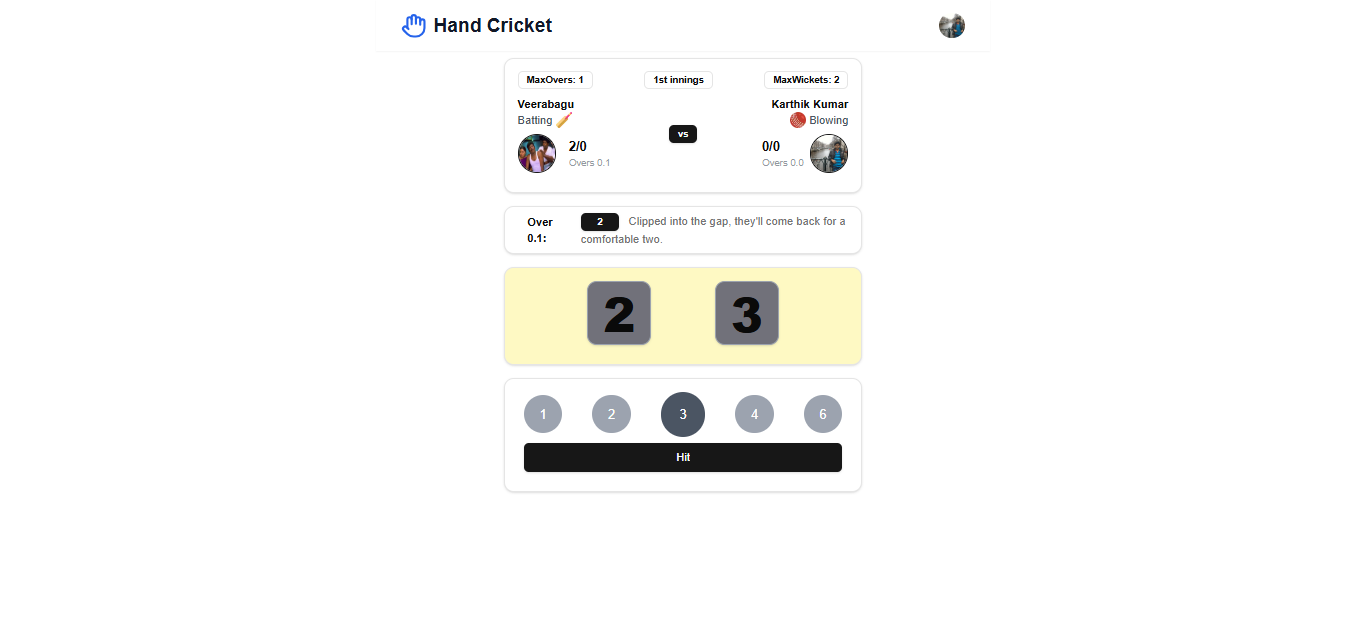 Hand Cricket
MaxOvers: 1
1st innings
MaxWickets: 2
Veerabagu
Batting
2/0
Overs 0.1
vs
Karthik Kumar
Blowing
0/0
Overs 0.0
Over 0.1:
2 Clipped into the gap, they'll come back for a
comfortable two.
2 3
1 2 3 4 6
Hit